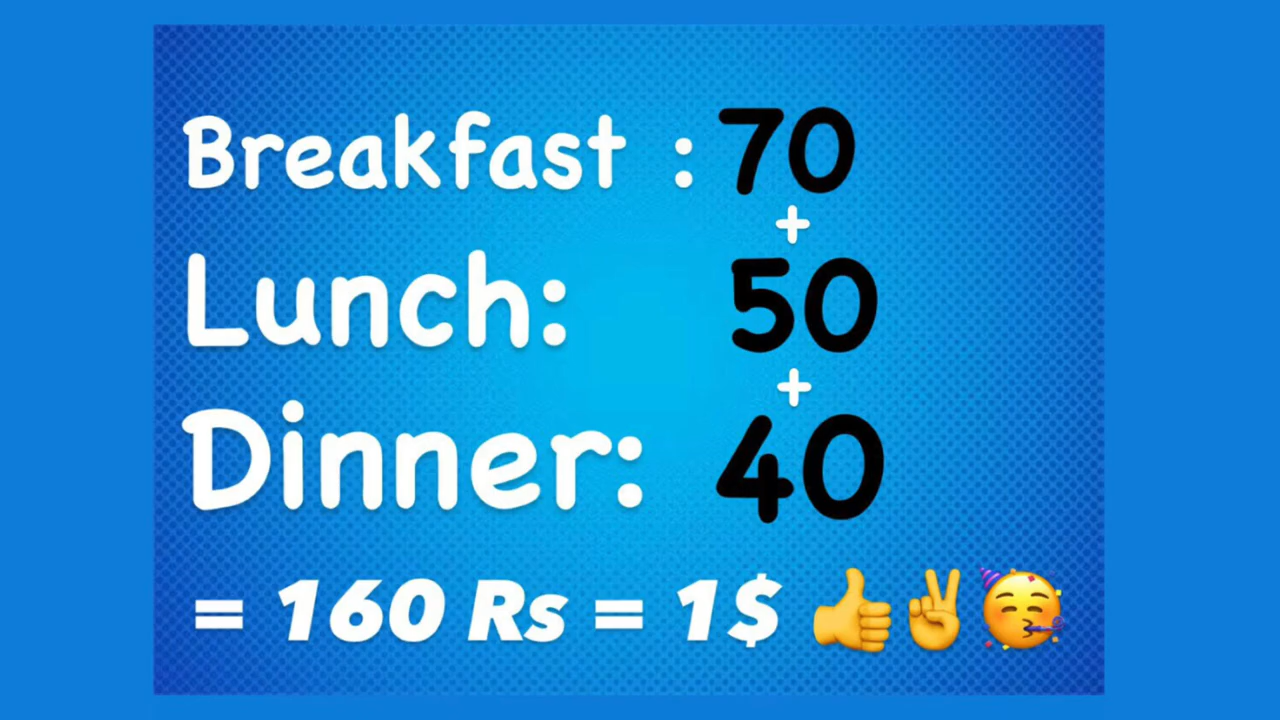 Breakfast : 70
+
Lunch: 50
+
Dinner: 40
= 160 Rs = 1$ 👍✌️🥳